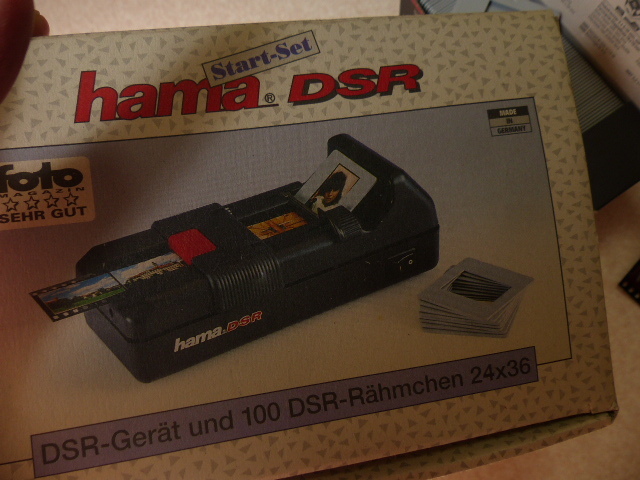 Start-Set
hama® DSR
MADE
IN
GERMANY
foto
MAGAZIN
SEHR GUT
I O
hama. DSR
DSR-Gerät und 100 DSR-Rähmchen 24x36